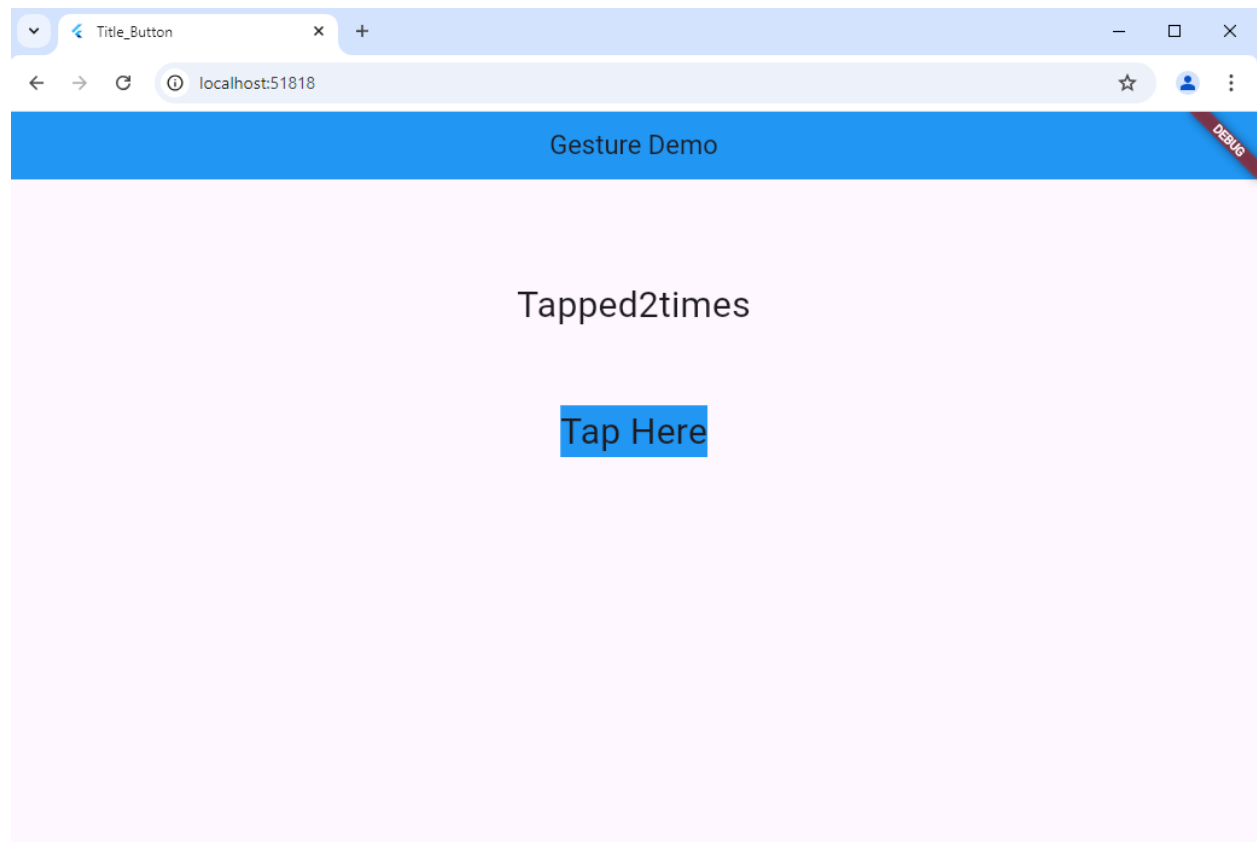 Title_Button
localhost:51818
Gesture Demo
DEBUG
Tapped2times
Tap Here